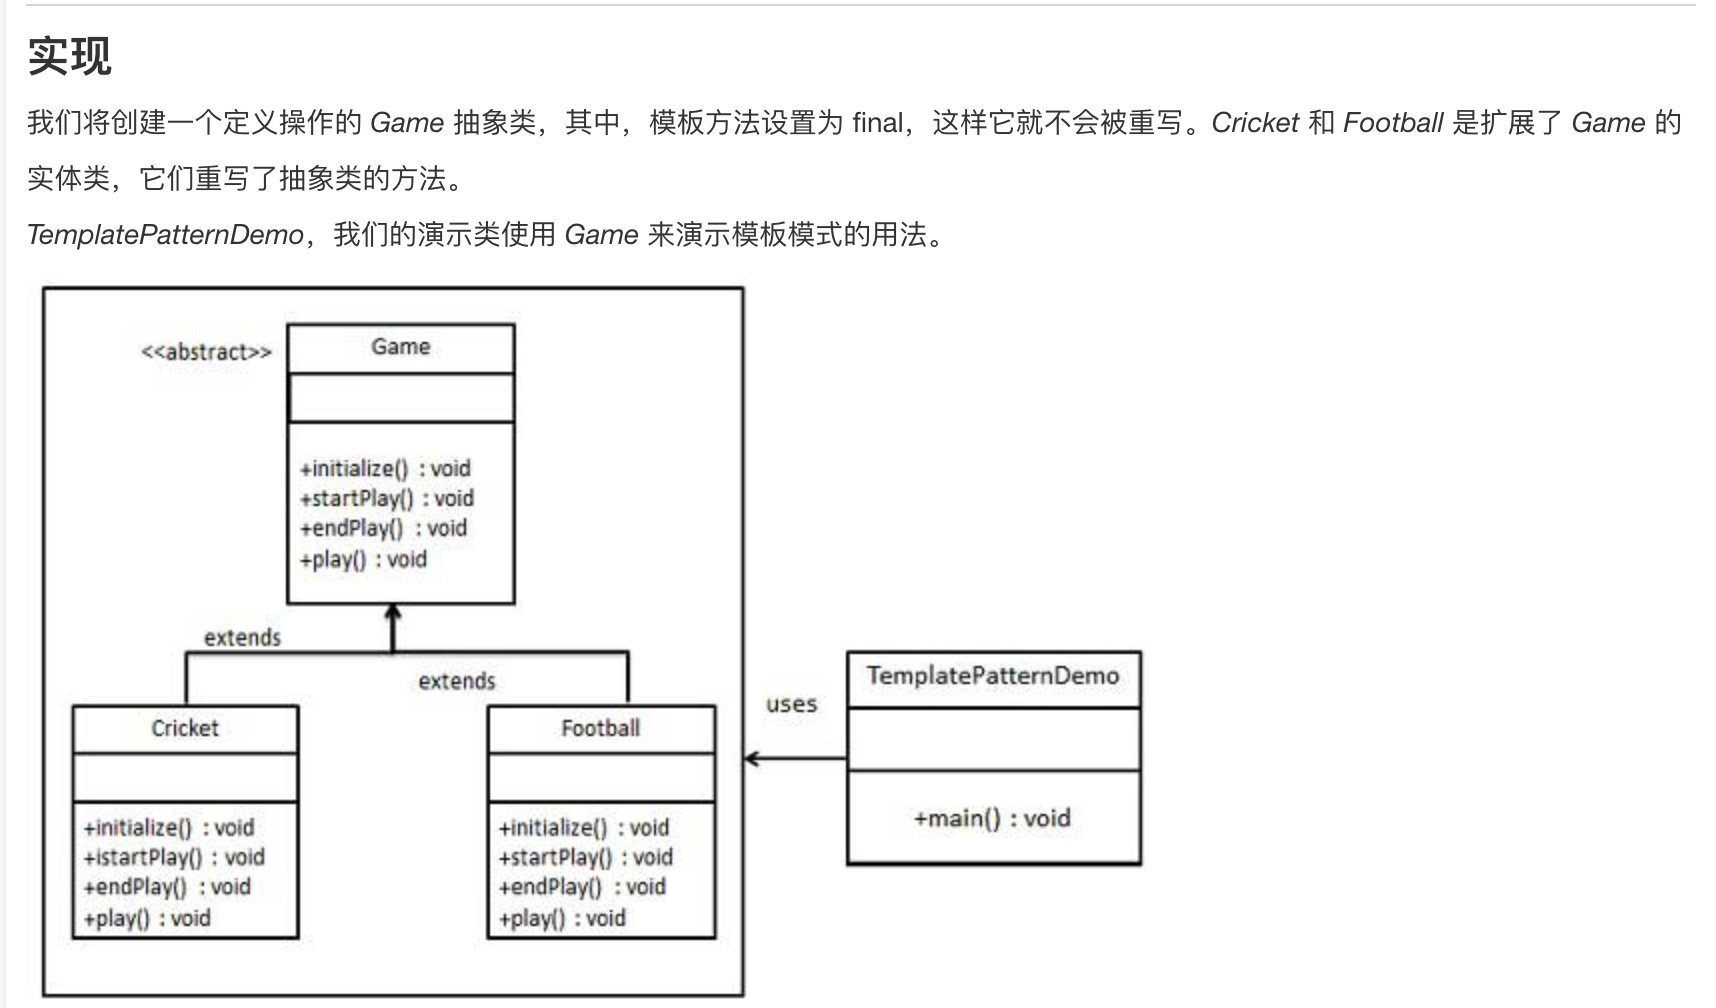 实现
我们将创建一个定义操作的 Game 抽象类，其中，模板方法设置为 final，这样它就不会被重写。Cricket 和 Football 是扩展了 Game 的
实体类，它们重写了抽象类的方法。
TemplatePatternDemo，我们的演示类使用 Game 来演示模板模式的用法。
<<abstract>>
Game
+initialize() : void
+startPlay() : void
+endPlay() : void
+play() : void
extends
extends
Cricket
+initialize() : void
+istartPlay() : void
+endPlay() : void
+play() : void
Football
+initialize() : void
+startPlay() : void
+endPlay() : void
+play() : void
uses
TemplatePatternDemo
+main() : void